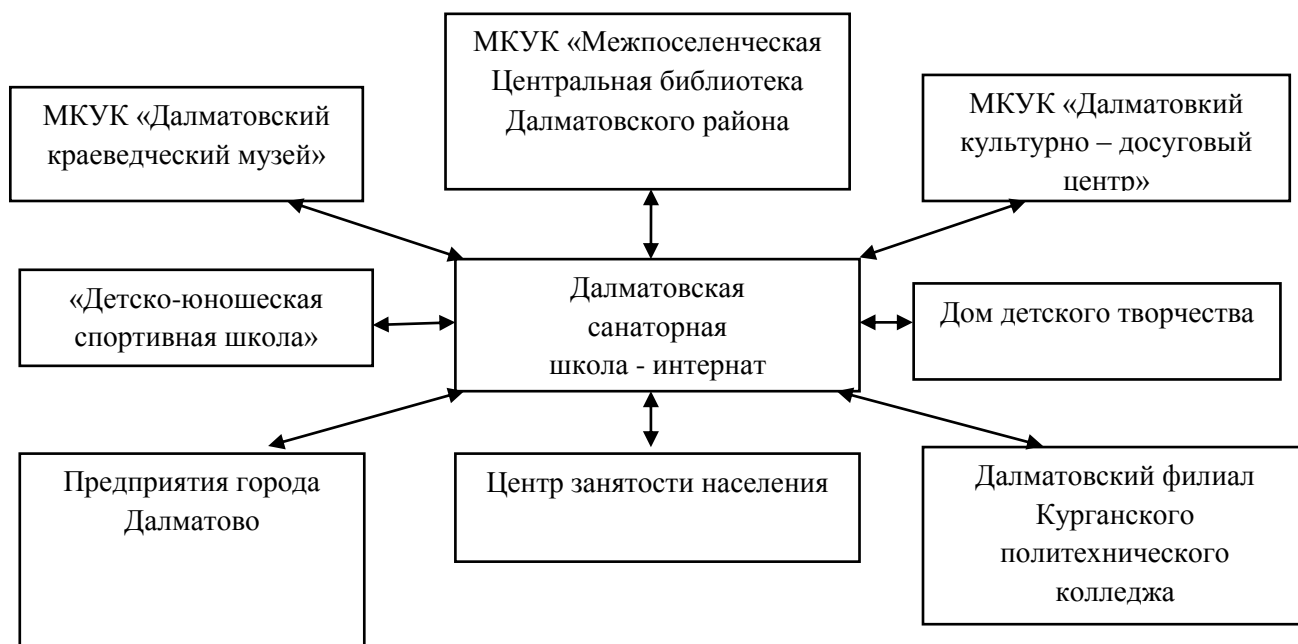 МКУК «Межпоселенческая
Центральная библиотека
Далматовского района
МКУК «Далматовский
краеведческий музей»
МКУК «Далматовкий
культурно – досуговый
центр»
«Детско-юношеская
спортивная школа»
Далматовская
санаторная
школа - интернат
Дом детского творчества
Предприятия города
Далматово
Центр занятости населения
Далматовский филиал
Курганского
политехнического
колледжа